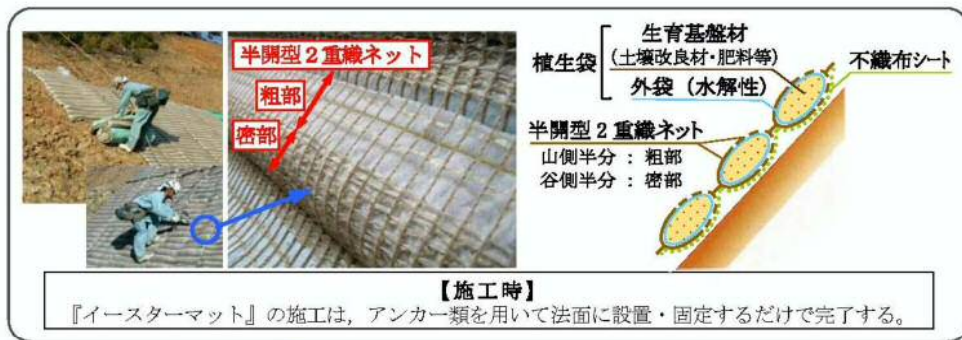 半開型2重織ネット
粗部
密部
植生袋
生育基盤材
(土壌改良材・肥料等)
外袋（水解性）
不織布シート
半開型2重織ネット
山側半分 : 粗部
谷側半分 : 密部
【施工時】
『イースターマット』の施工は，アンカー類を用いて法面に設置・固定するだけで完了する。